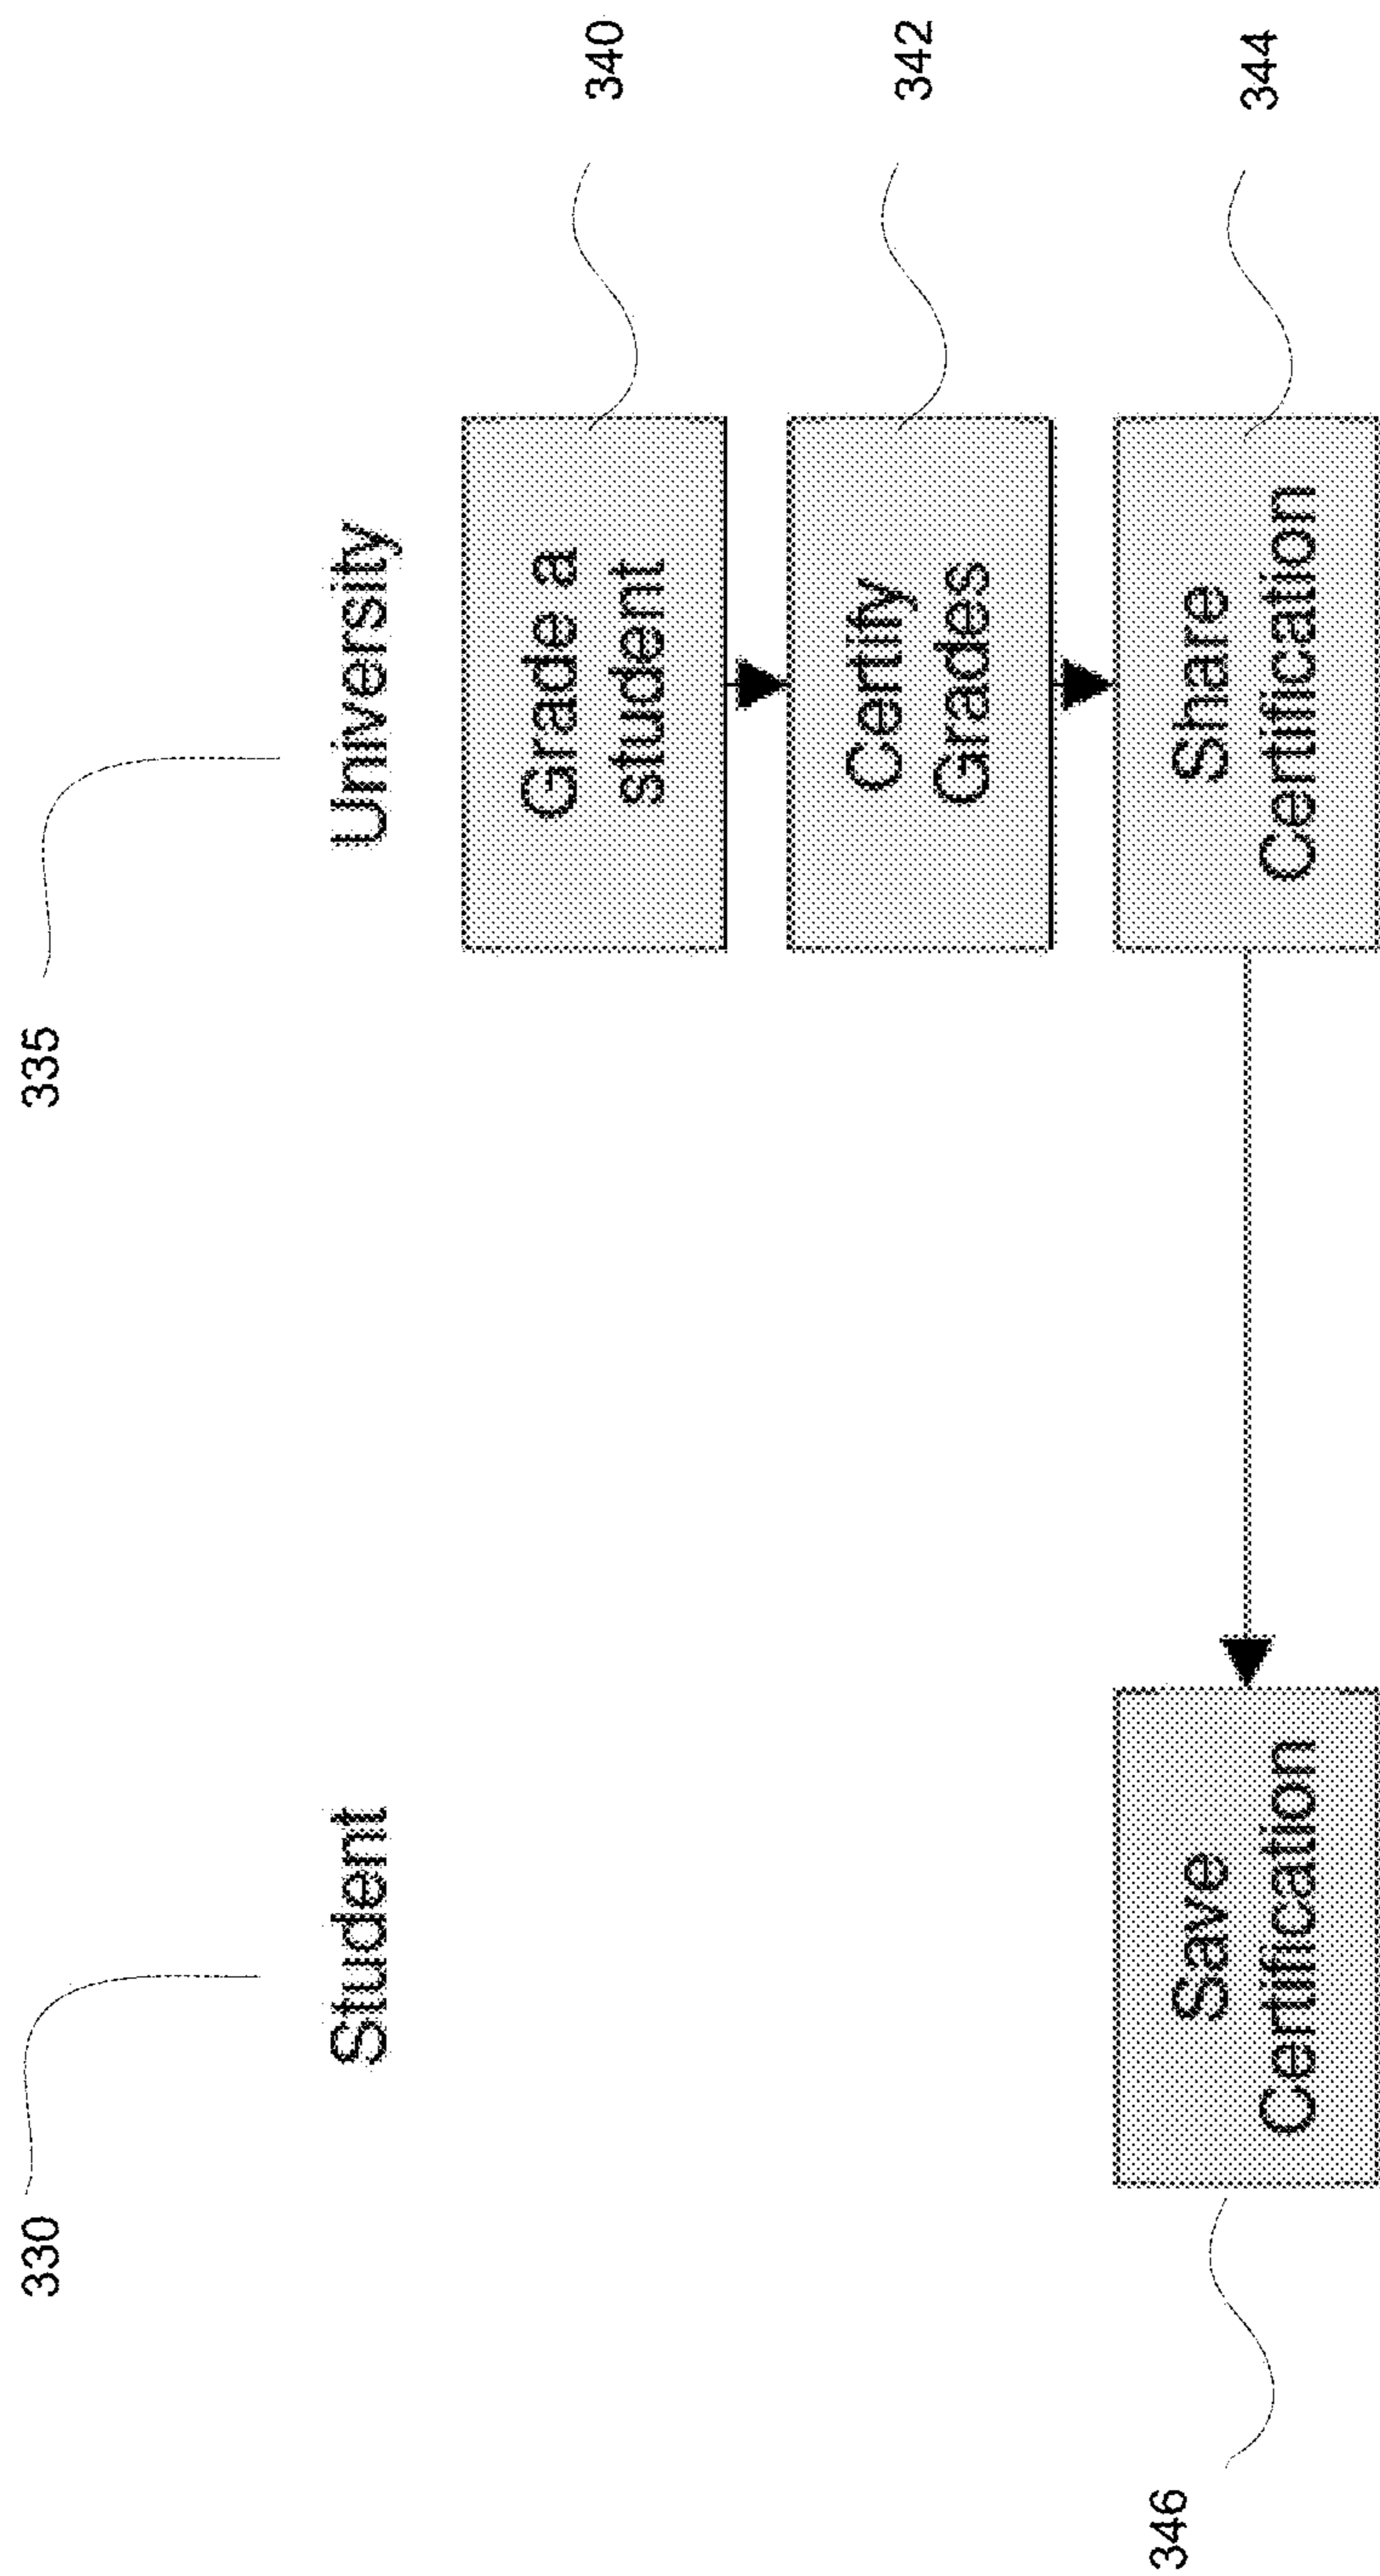 330
335
Student
University
Grade a
student
340
Certify
Grades
342
Save
Certification
Share
Certification
344
346